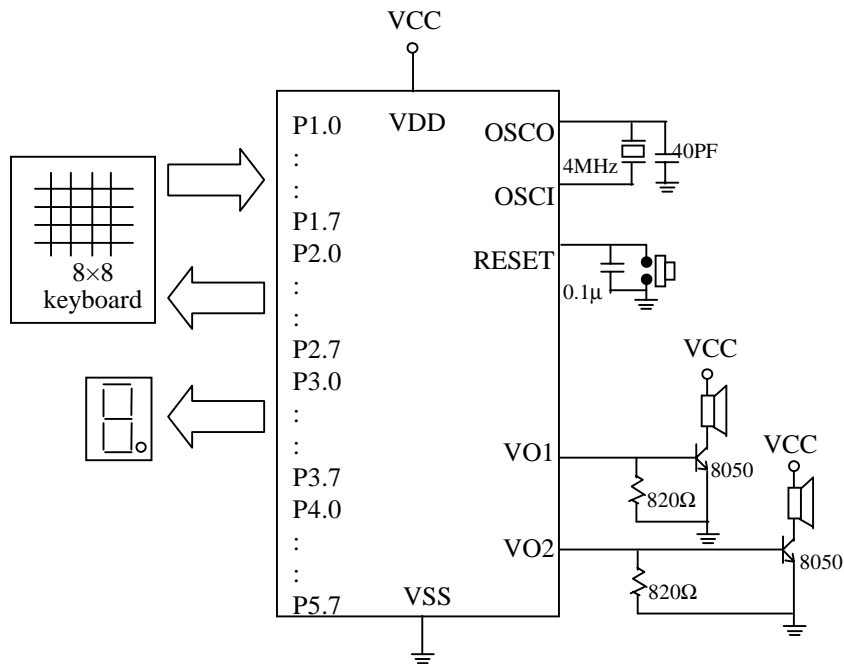 VCC
P1.0
VDD
OSCO
:
:
P1.7
4MHz
40PF
OSCI
P2.0
RESET
8×8
keyboard
:
:
0.1μ
P2.7
P3.0
VCC
:
:
VO1
8050
VCC
P3.7
820Ω
P4.0
:
VO2
8050
:
820Ω
P5.7
VSS